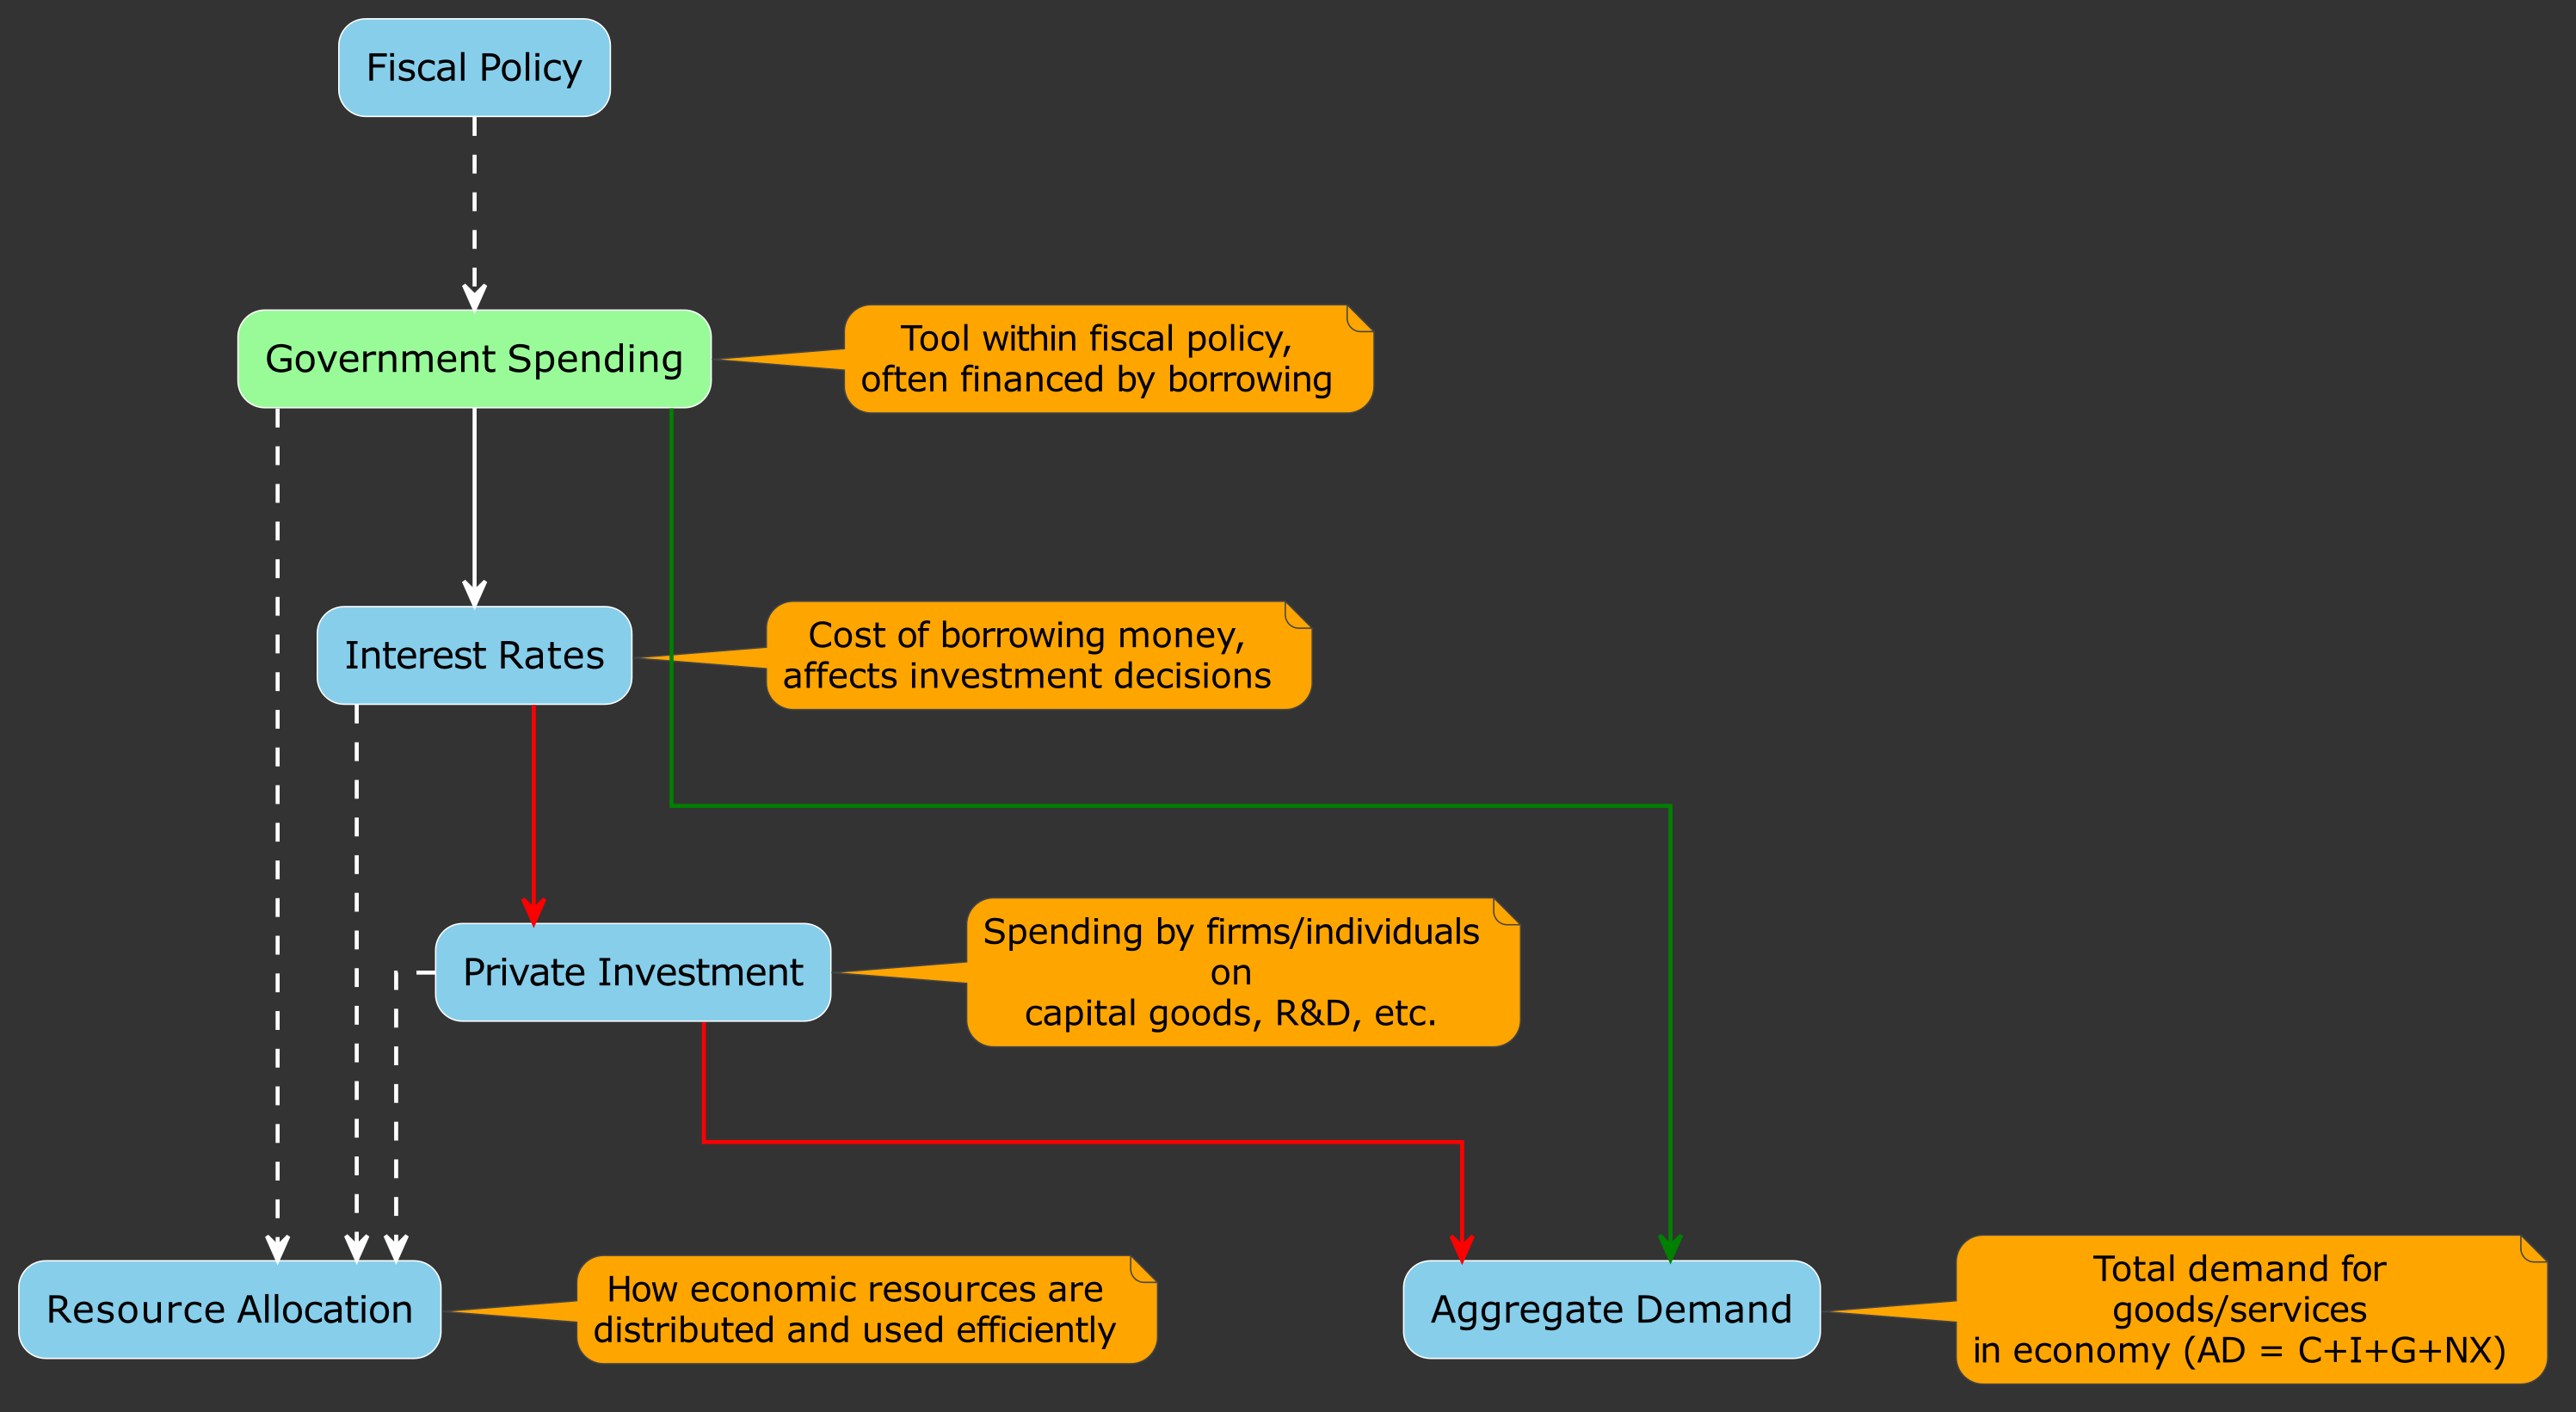 Fiscal Policy
Government Spending
Tool within fiscal policy,
often financed by borrowing
Interest Rates
Cost of borrowing money,
affects investment decisions
Private Investment
Spending by firms/individuals
on
capital goods, R&D, etc.
Resource Allocation
How economic resources are
distributed and used efficiently
Aggregate Demand
Total demand for
goods/services
in economy (AD = C+I+G+NX)